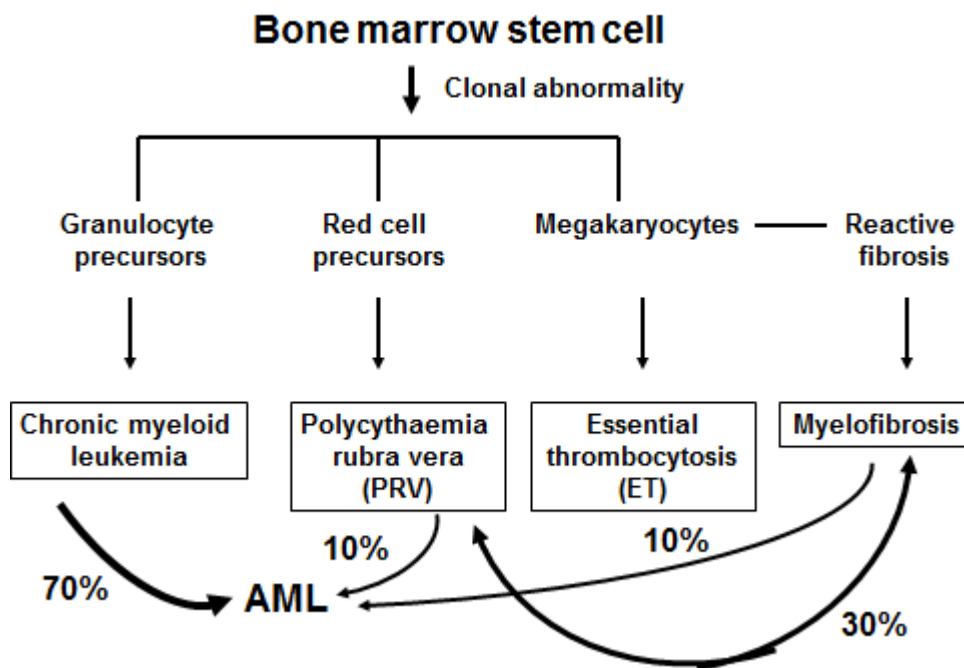 Bone marrow stem cell
Clonal abnormality
Granulocyte
precursors
Red cell
precursors
Megakaryocytes
Reactive
fibrosis
Chronic myeloid
leukemia
Polycythaemia
rubra vera
(PRV)
Essential
thrombocytosis
(ET)
Myelofibrosis
70%
10%
10%
30%
AML